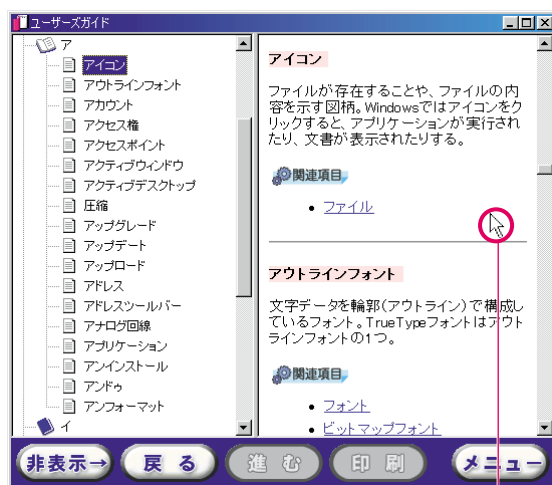 ユーザーズガイド
ア
アイコン
アウトラインフォント
アカウント
アクセス権
アクセスポイント
アクティブウィンドウ
アクティブデスクトップ
圧縮
アップグレード
アップデート
アップロード
アドレス
アドレスツールバー
アナログ回線
アプリケーション
アンインストール
アンドゥ
アンフォーマット
イ
アイコン
ファイルが存在することや、ファイルの内
容を示す図柄。Windowsではアイコンをク
リックすると、アプリケーションが実行され
たり、文書が表示されたりする。
関連項目
• ファイル
アウトラインフォント
文字データを輪郭(アウトライン)で構成し
ているフォント。TrueTypeフォントはアウト
ラインフォントの1つ。
関連項目
• フォント
• ビットマップフォント
非表示→ 戻 る 進 む 印 刷 メニュー